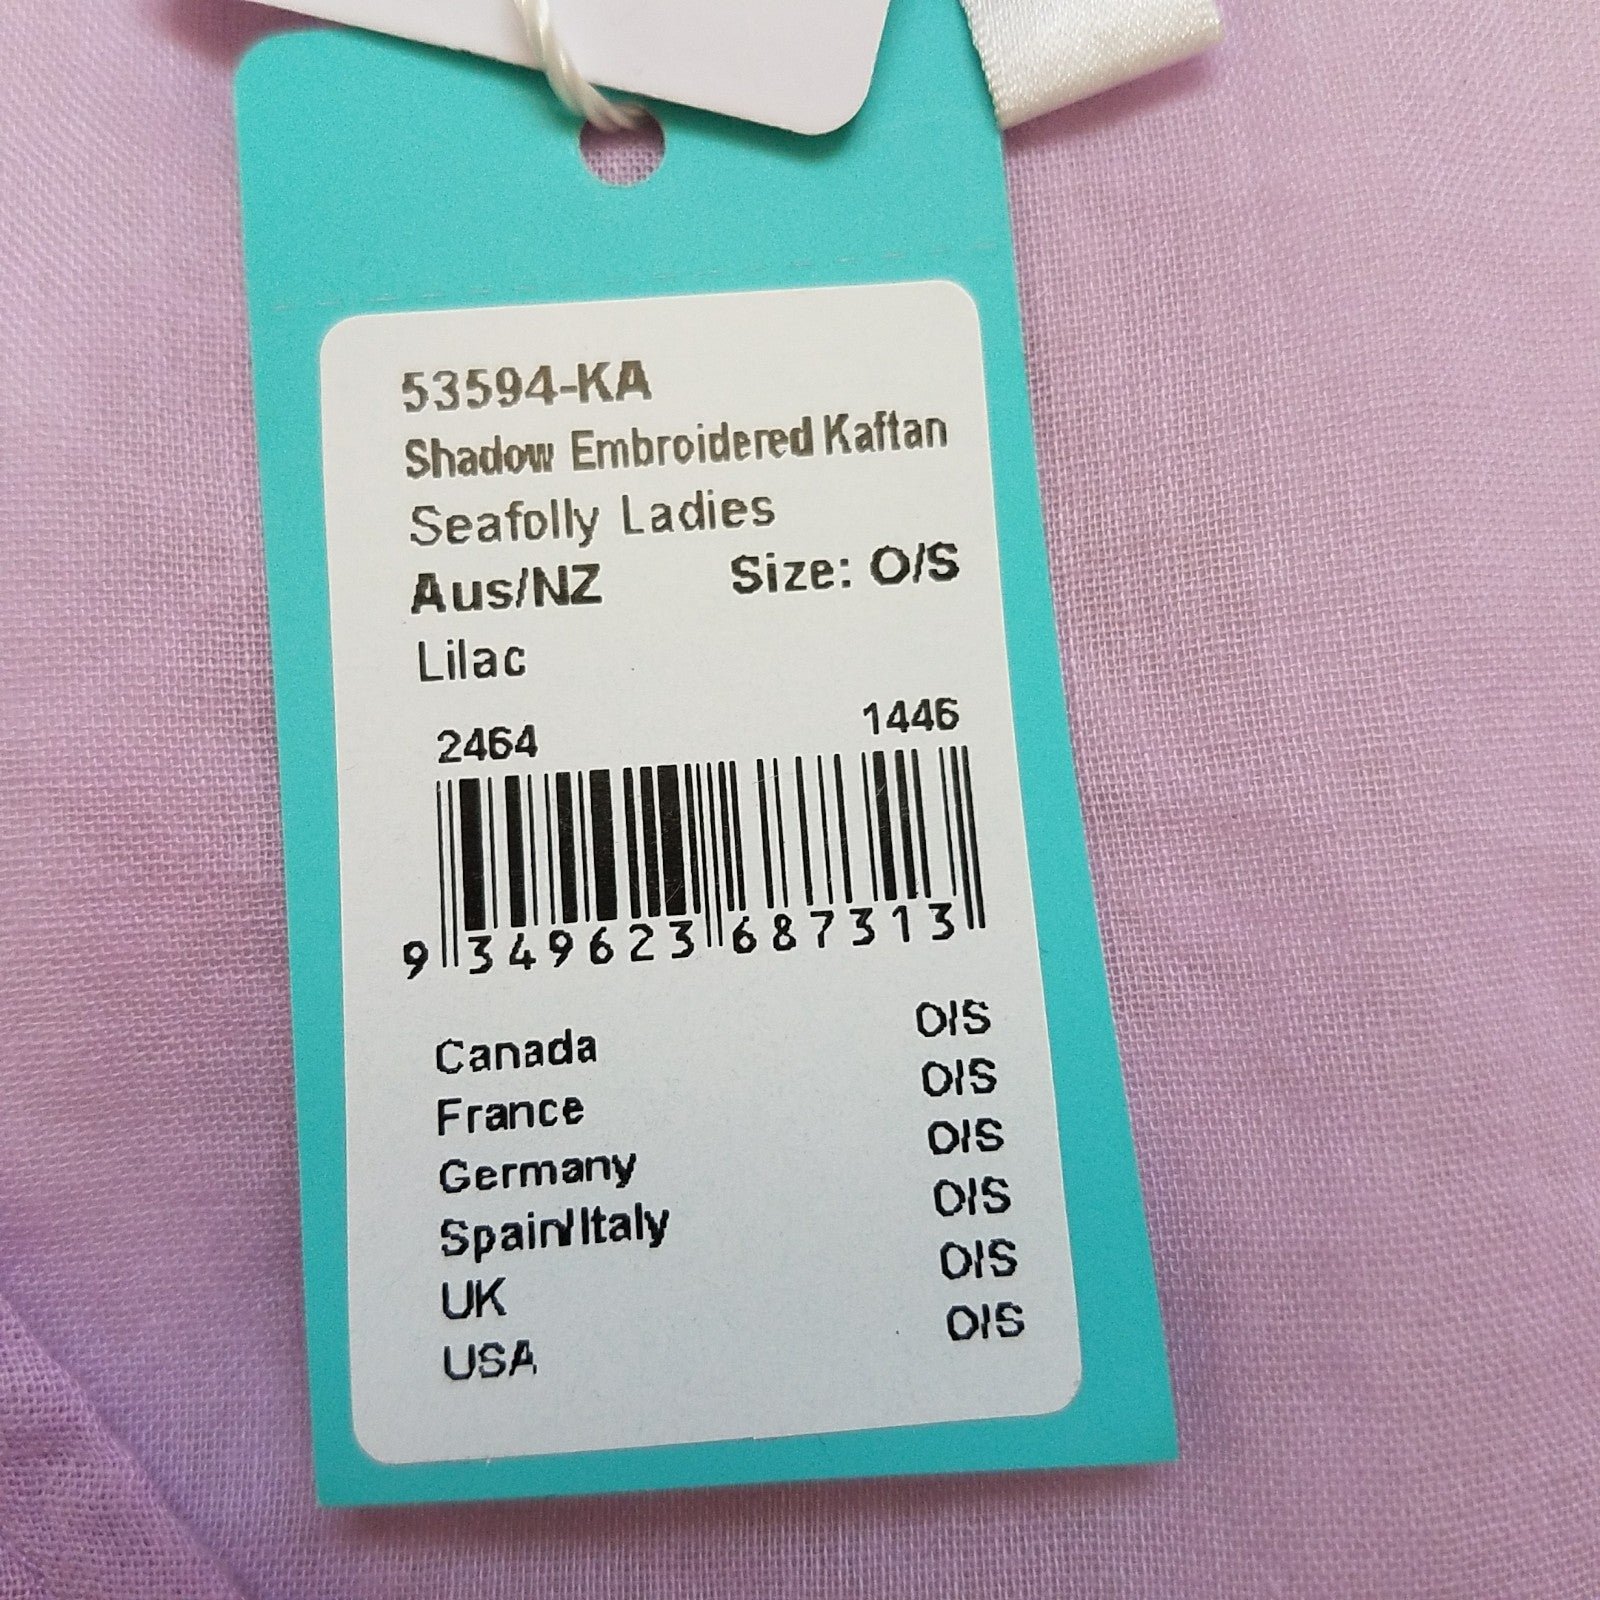 53594-KA
Shadow Embroidered Kaftan
Seafolly Ladies
Aus/NZ Size: O/S
Lilac
2464 1446
9 349623 687313
Canada O/S
France O/S
Germany O/S
Spain/Italy O/S
UK O/S
USA O/S